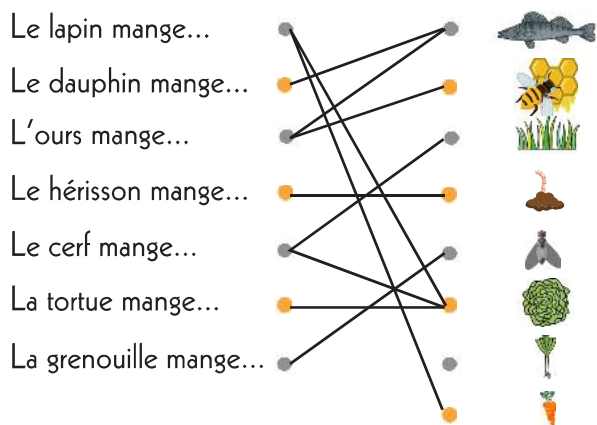 Le lapin mange...
Le dauphin mange...
L'ours mange...
Le hérisson mange...
Le cerf mange...
La tortue mange...
La grenouille mange...